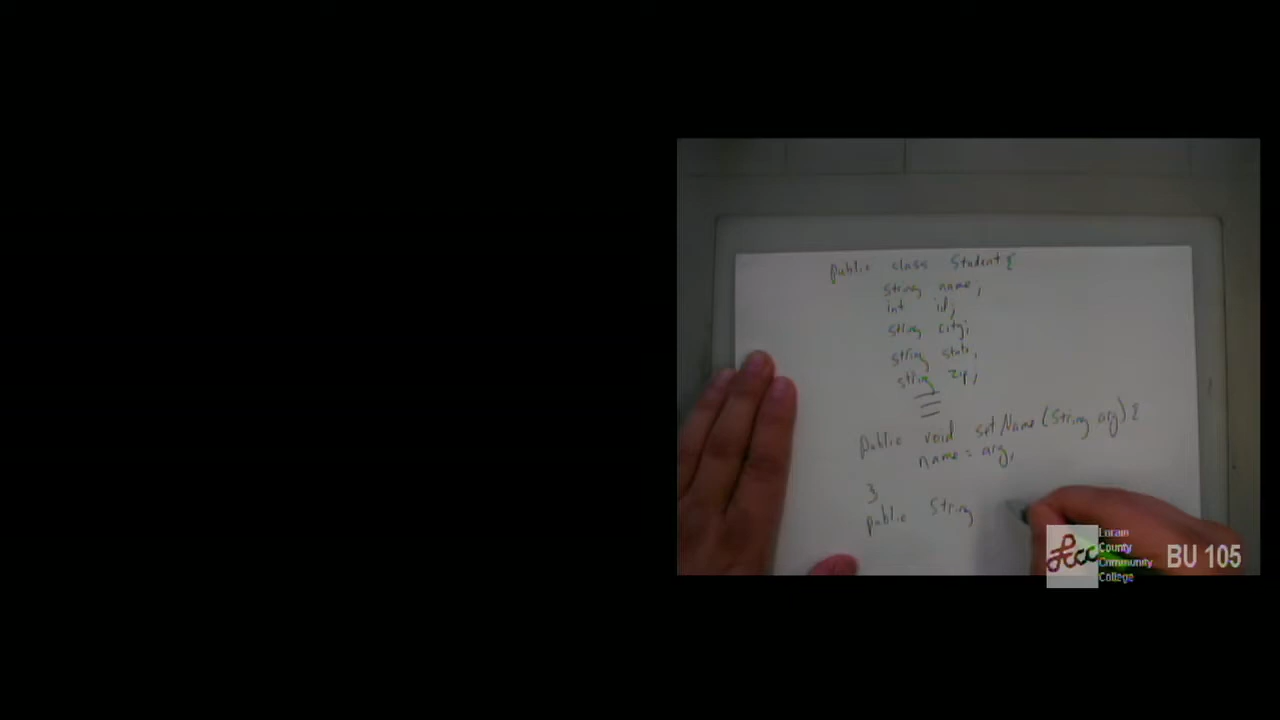 public class Student {
string name;
int id;
string city;
string state;
string zip;
public void setName (String arg) {
name = arg;
}
public String
Lorain
County
Community
College
BU 105